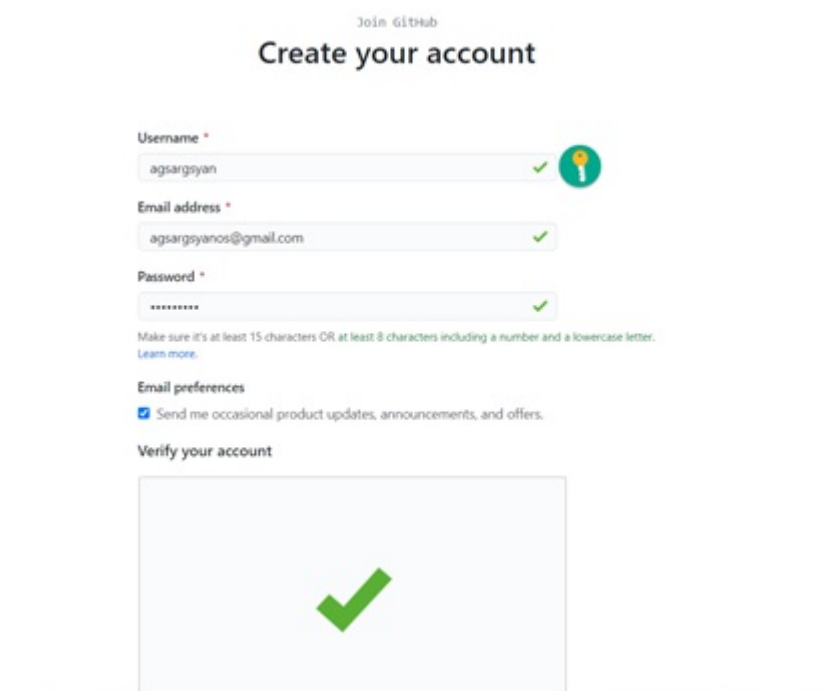 Join GitHub
Create your account
Username *
agsargsyan
Email address *
agsargsyanos@gmail.com
Password *
•••••••••
Make sure it's at least 15 characters OR at least 8 characters including a number and a lowercase letter.
Learn more.
Email preferences
Send me occasional product updates, announcements, and offers.
Verify your account